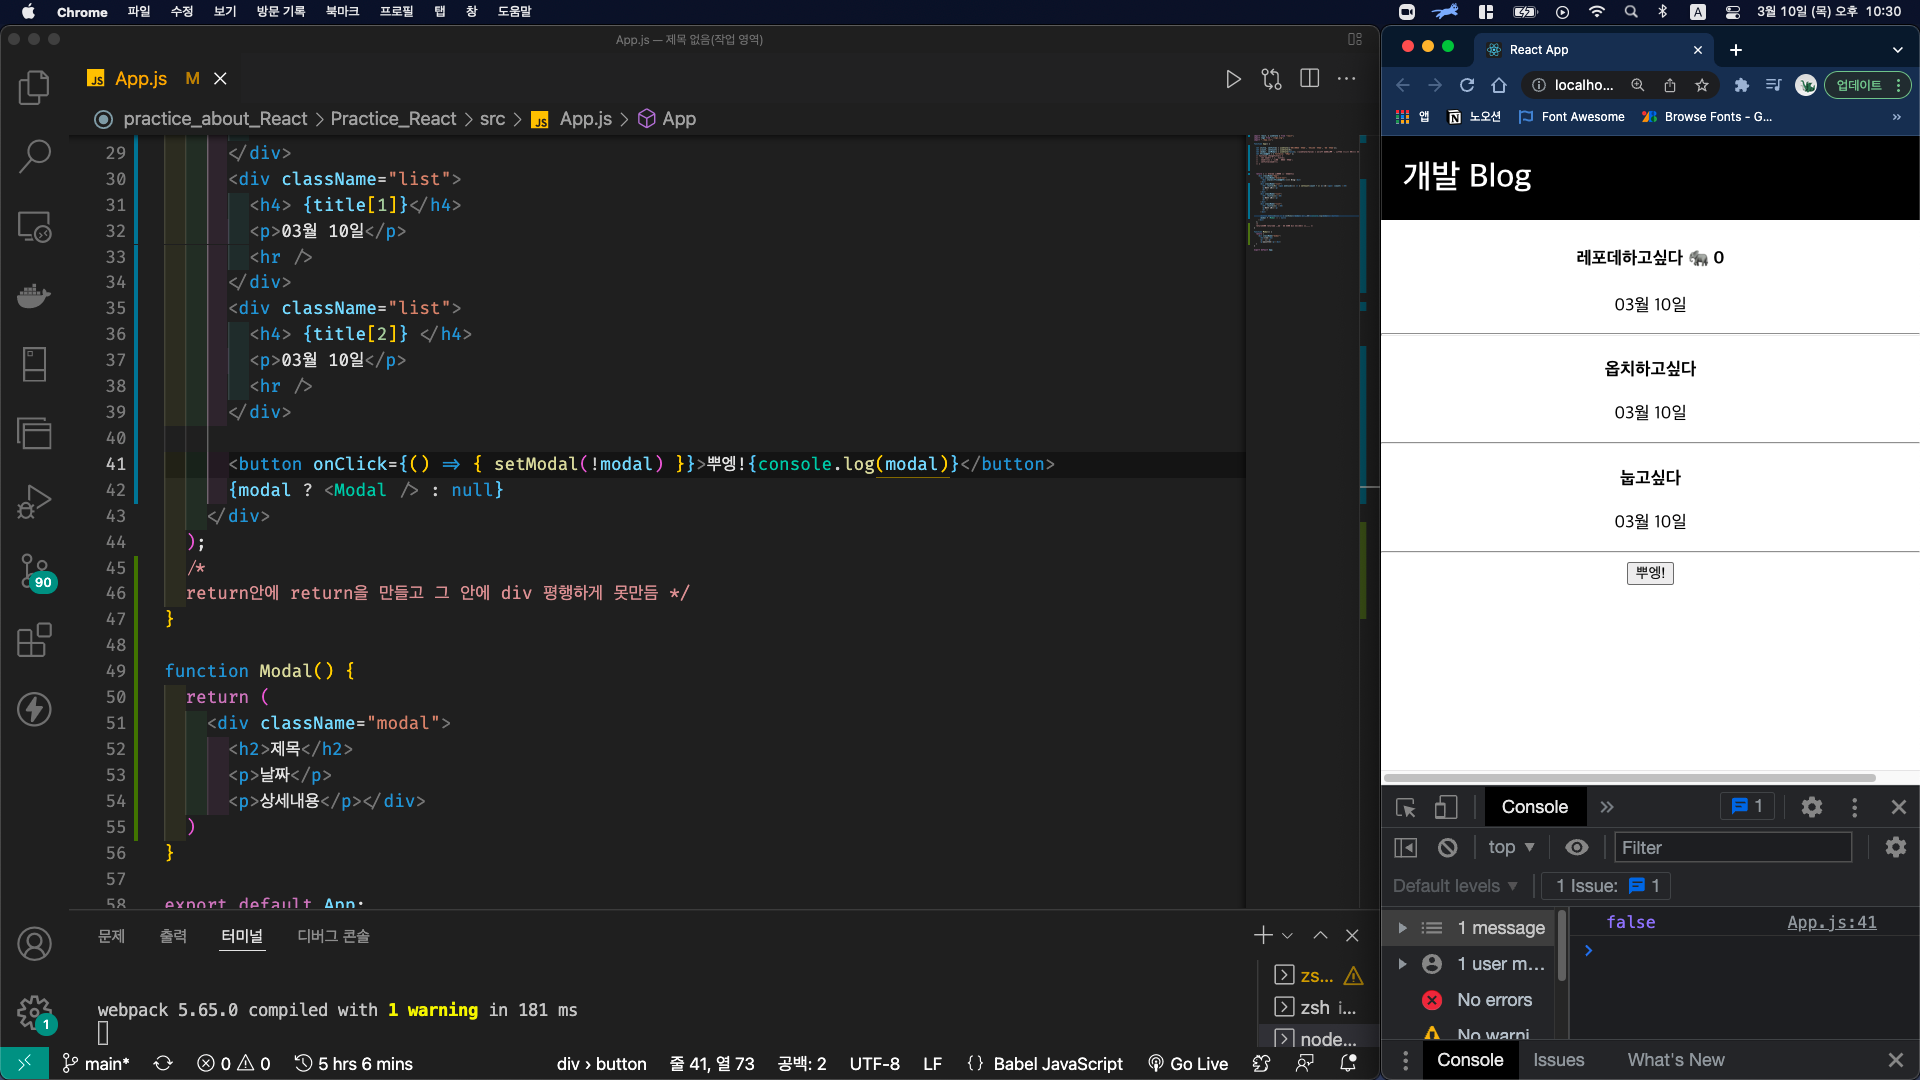 Chrome 파일 수정 보기 방문 기록 북마크 프로필 탭 창 도움말
A 3월 10일 (목) 오후 10:30
App.js — 제목 없음(작업 영역)
JS App.js M
practice_about_React > Practice_React > src > JS App.js > App
29 </div>
30 <div className="list">
31 <h4> {title[1]}</h4>
32 <p>03월 10일</p>
33 <hr />
34 </div>
35 <div className="list">
36 <h4> {title[2]} </h4>
37 <p>03월 10일</p>
38 <hr />
39 </div>
40
41 <button onClick={() => { setModal(!modal) }}>뿌엥!{console.log(modal)}</button>
42 {modal ? <Modal /> : null}
43 </div>
44 );
45 /*
46 return안에 return을 만들고 그 안에 div 평행하게 못만듬 */
47 }
48
49 function Modal() {
50 return (
51 <div className="modal">
52 <h2>제목</h2>
53 <p>날짜</p>
54 <p>상세내용</p></div>
55 )
56 }
57
58 export default App;
90
1
문제 출력 터미널 디버그 콘솔
webpack 5.65.0 compiled with 1 warning in 181 ms
zs...
zsh i...
node...
main* 0 0 5 hrs 6 mins div › button 줄 41, 열 73 공백: 2 UTF-8 LF {} Babel JavaScript Go Live
React App
localho... 업데이트
앱 노오션 Font Awesome Browse Fonts - G... »
개발 Blog
레포데하고싶다 🐘 0
03월 10일
옵치하고싶다
03월 10일
눕고싶다
03월 10일
뿌엥!
Console » 1
top ▼ Filter
Default levels ▼ 1 Issue: 1
1 message
1 user m...
No errors
No warni
false App.js:41
Console Issues What's New